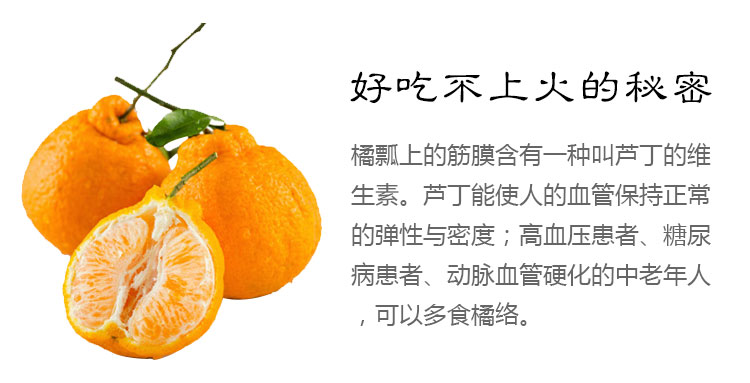 好吃不上火的秘密
橘瓢上的筋膜含有一种叫芦丁的维
生素。芦丁能使人的血管保持正常
的弹性与密度；高血压患者、糖尿
病患者、动脉血管硬化的中老年人
，可以多食橘络。